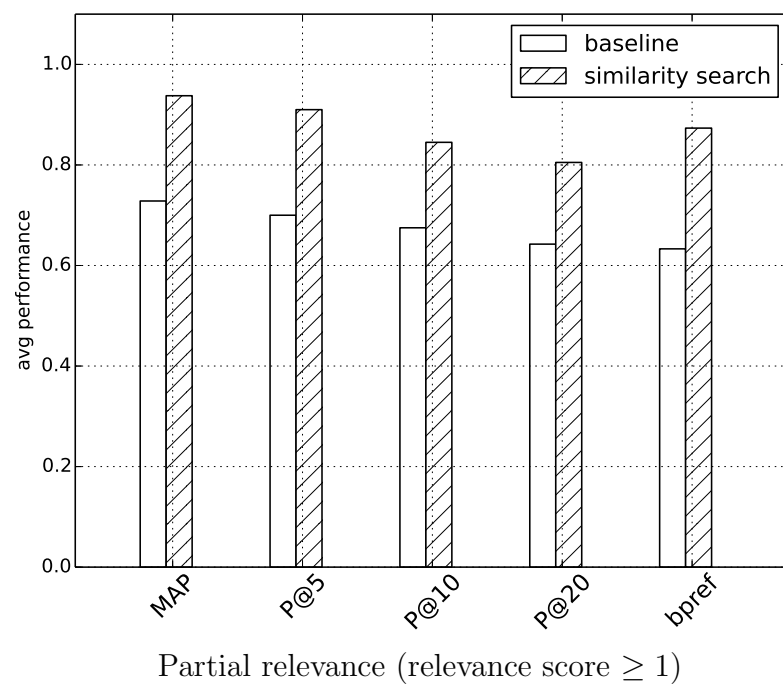 baseline
similarity search
avg performance
1.0
0.8
0.6
0.4
0.2
0.0
MAP
P@5
P@10
P@20
bpref
Partial relevance (relevance score ≥ 1)